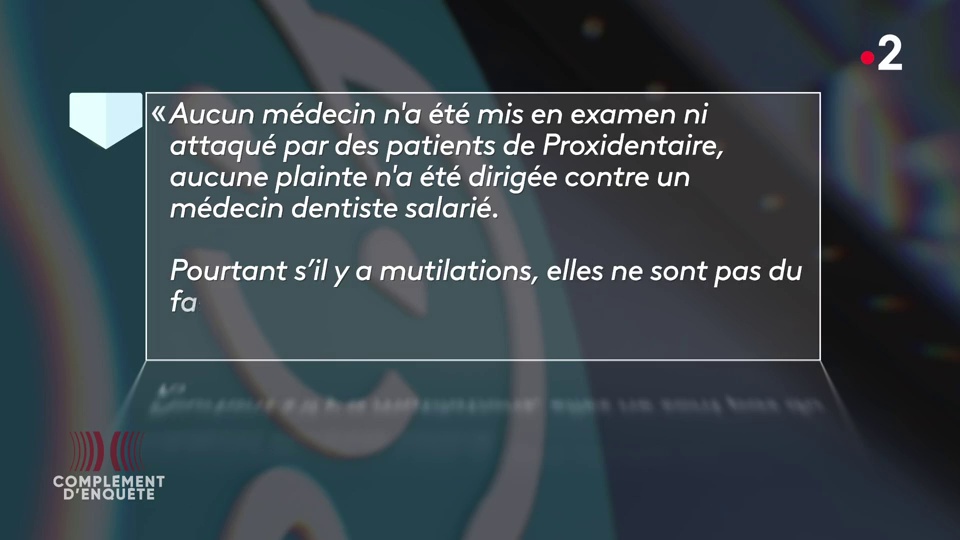 2
«Aucun médecin n'a été mis en examen ni
attaqué par des patients de Proxidentaire,
aucune plainte n'a été dirigée contre un
médecin dentiste salarié.
Pourtant s’il y a mutilations, elles ne sont pas du
fa
COMPLÉMENT
D'ENQUÊTE